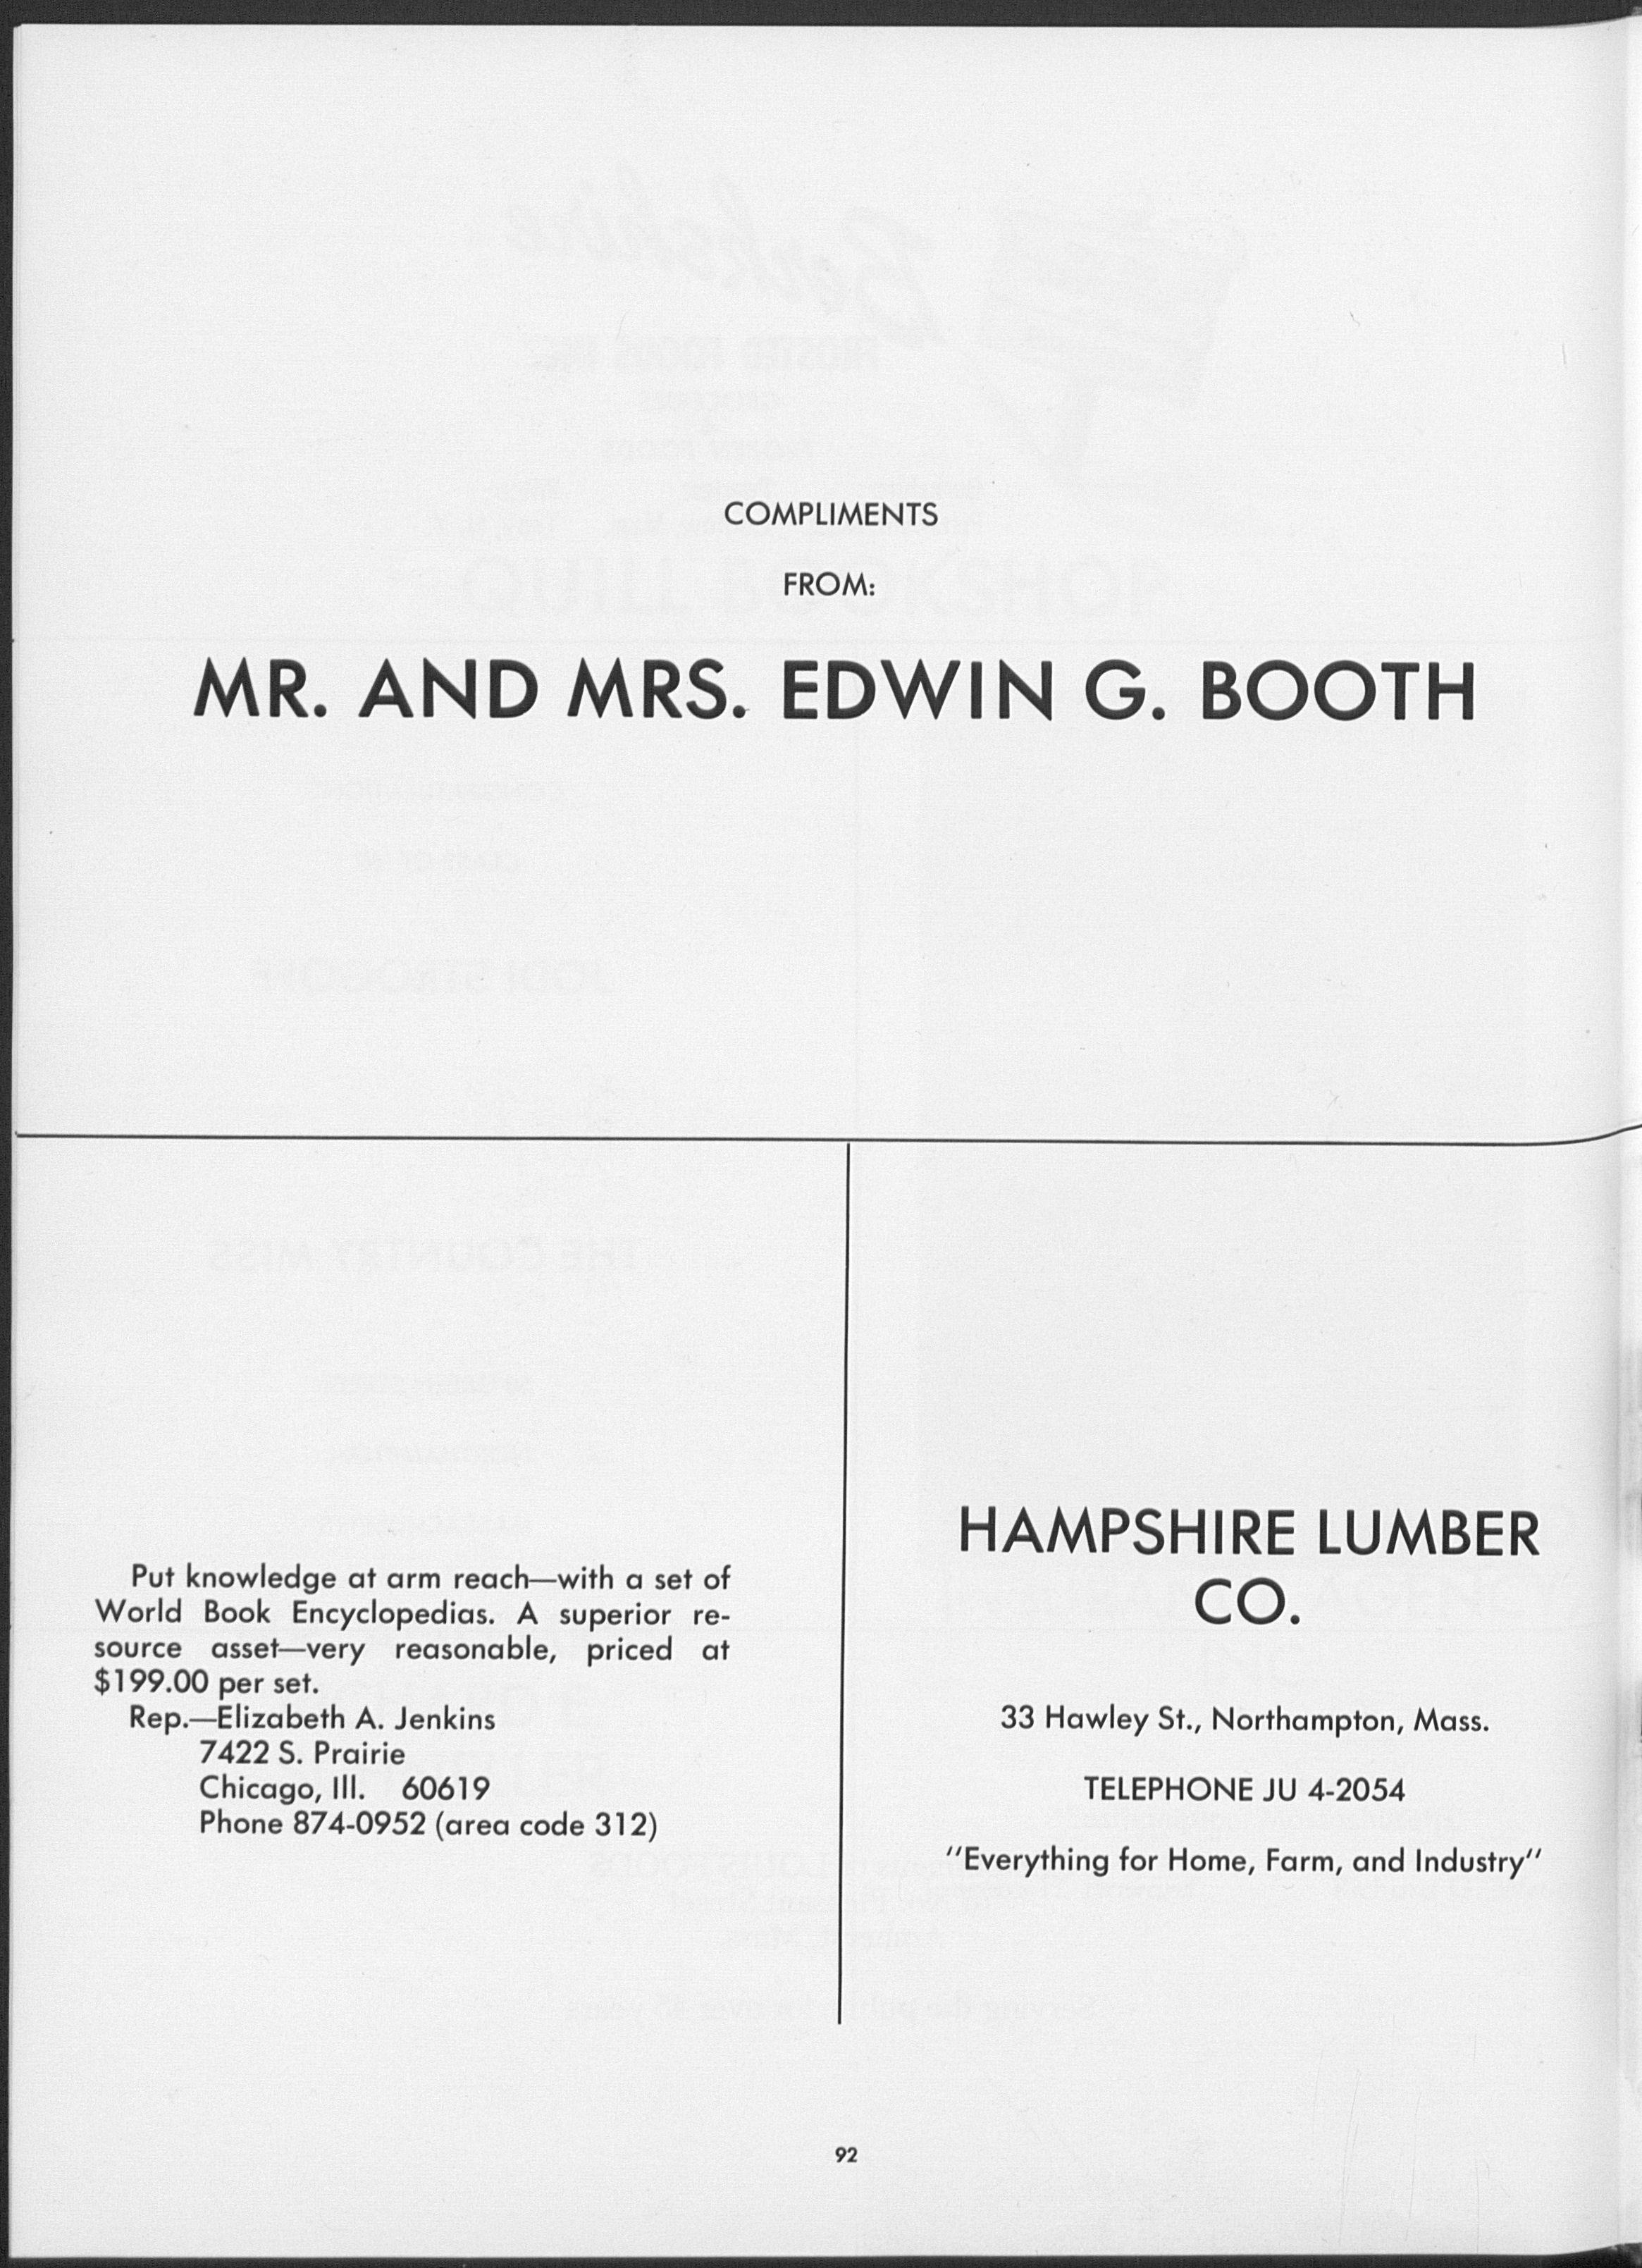 COMPLIMENTS
FROM:
MR. AND MRS. EDWIN G. BOOTH
Put knowledge at arm reach—with a set of
World Book Encyclopedias. A superior re-
source asset—very reasonable, priced at
$199.00 per set.
Rep.—Elizabeth A. Jenkins
7422 S. Prairie
Chicago, Ill. 60619
Phone 874-0952 (area code 312)
HAMPSHIRE LUMBER
CO.
33 Hawley St., Northampton, Mass.
TELEPHONE JU 4-2054
"Everything for Home, Farm, and Industry"
92